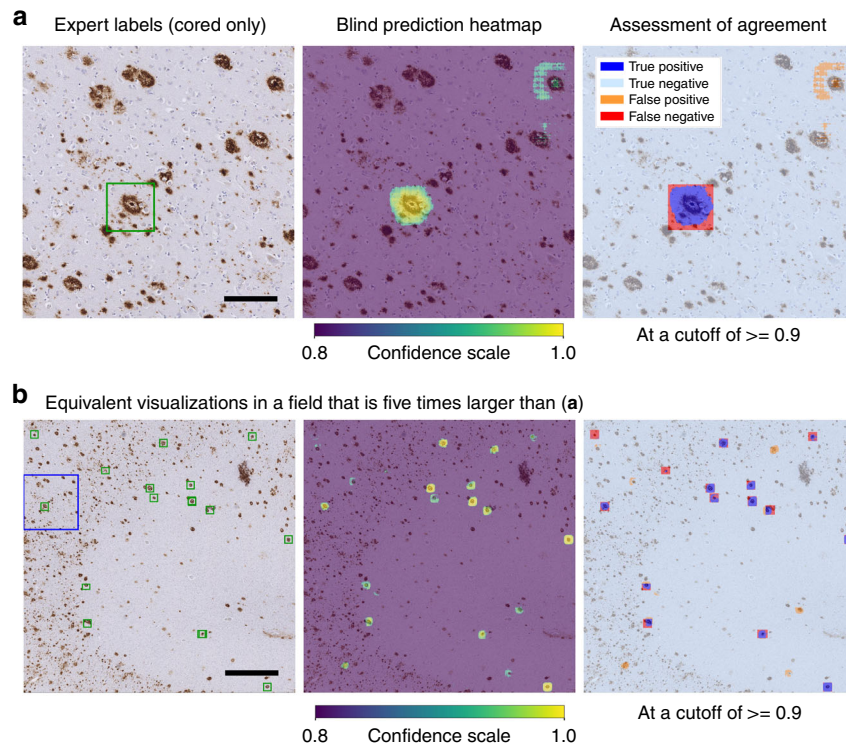 a
Expert labels (cored only)
Blind prediction heatmap
Assessment of agreement
True positive
True negative
False positive
False negative
0.8
Confidence scale
1.0
At a cutoff of >= 0.9
b
Equivalent visualizations in a field that is five times larger than (a)
0.8
Confidence scale
1.0
At a cutoff of >= 0.9